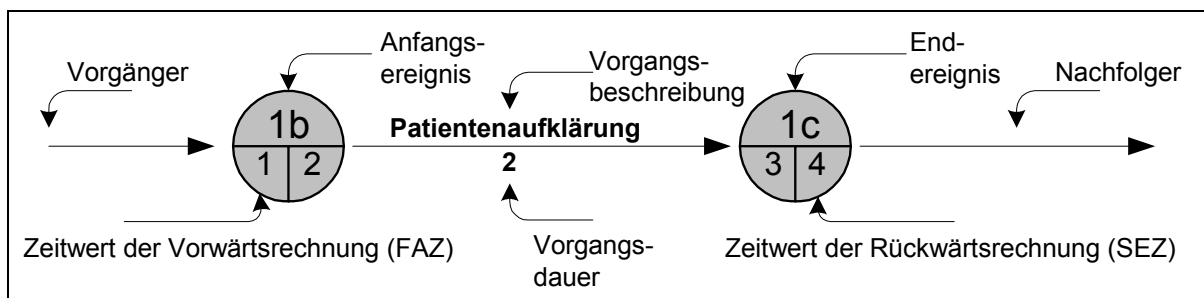 Vorgänger
Anfangs-
ereignis
Vorgangs-
beschreibung
End-
ereignis
Nachfolger
1b
1 2
Patientenaufklärung
2
1c
3 4
Zeitwert der Vorwärtsrechnung (FAZ)
Vorgangs-
dauer
Zeitwert der Rückwärtsrechnung (SEZ)